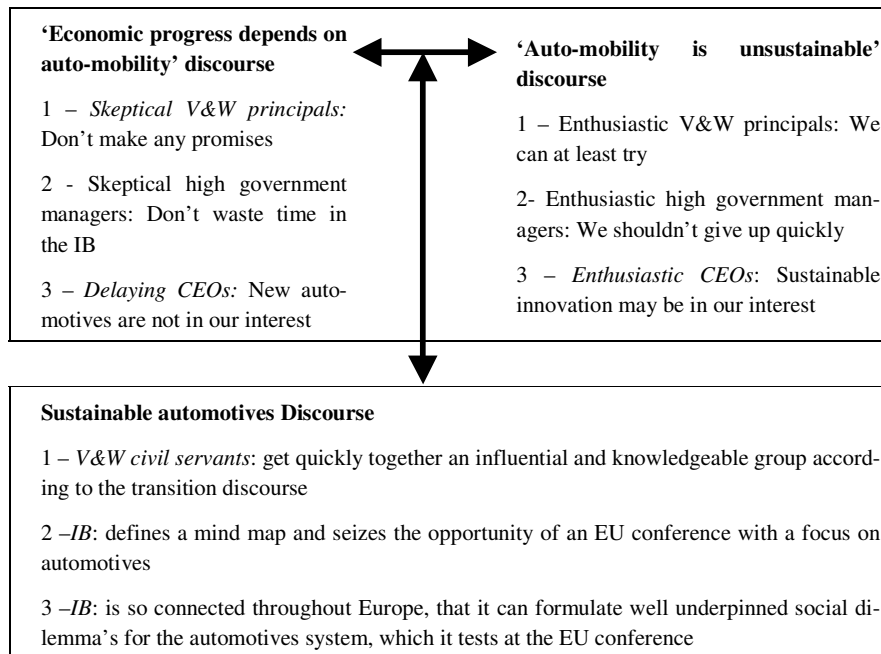 ‘Economic progress depends on
auto-mobility’ discourse
1 – Skeptical V&W principals:
Don’t make any promises
2 - Skeptical high government
managers: Don’t waste time in
the IB
3 – Delaying CEOs: New auto-
motives are not in our interest
‘Auto-mobility is unsustainable’
discourse
1 – Enthusiastic V&W principals: We
can at least try
2- Enthusiastic high government man-
agers: We shouldn’t give up quickly
3 – Enthusiastic CEOs: Sustainable
innovation may be in our interest
Sustainable automotives Discourse
1 – V&W civil servants: get quickly together an influential and knowledgeable group accord-
ing to the transition discourse
2 –IB: defines a mind map and seizes the opportunity of an EU conference with a focus on
automotives
3 –IB: is so connected throughout Europe, that it can formulate well underpinned social di-
lemma’s for the automotives system, which it tests at the EU conference